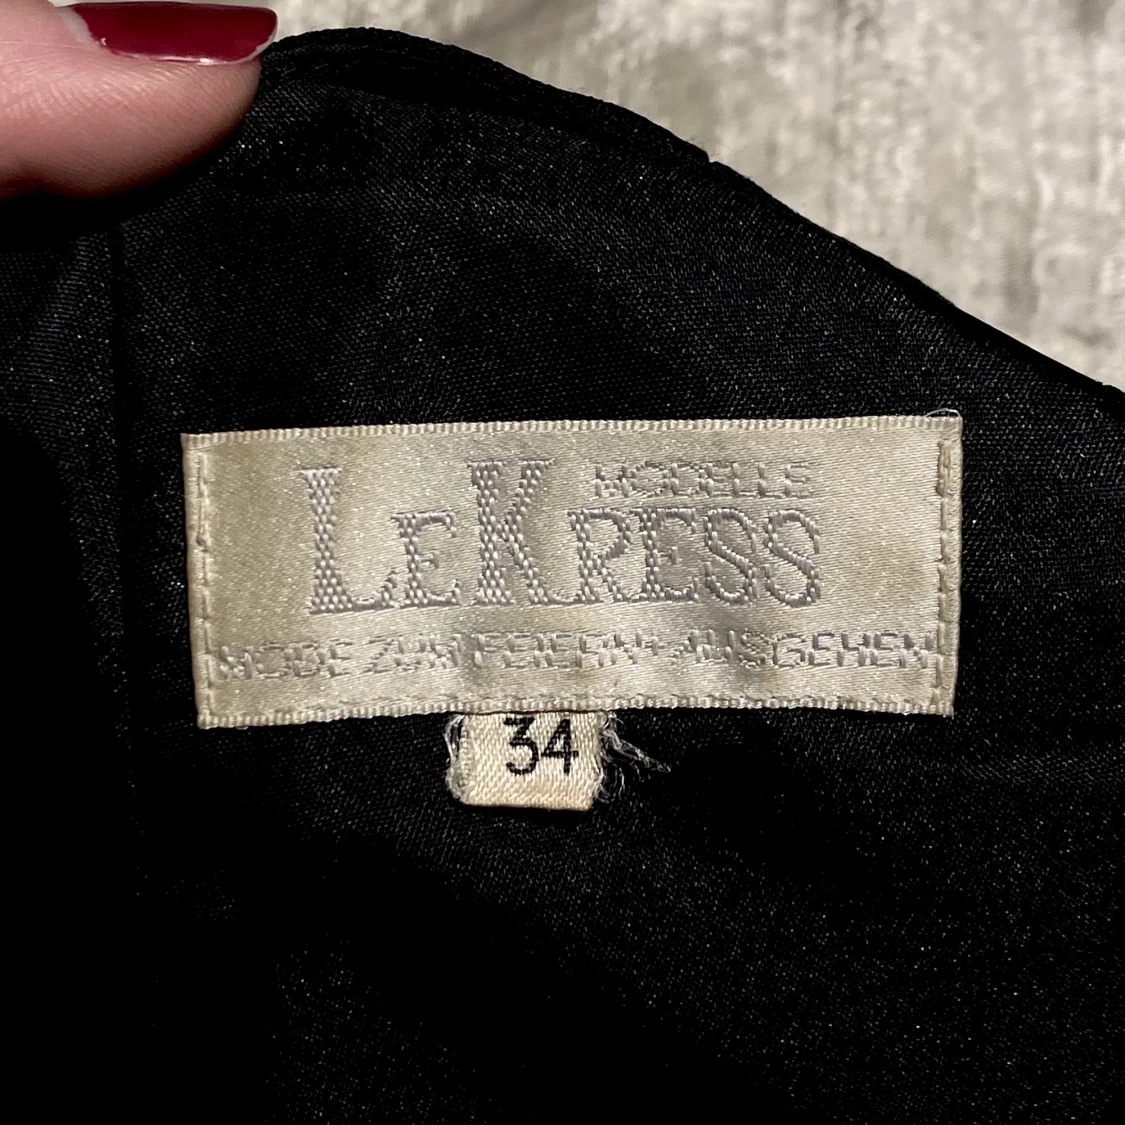 MODELLE
LEKRESS
MODE ZUM FEIERN+AUSGEHEN
34